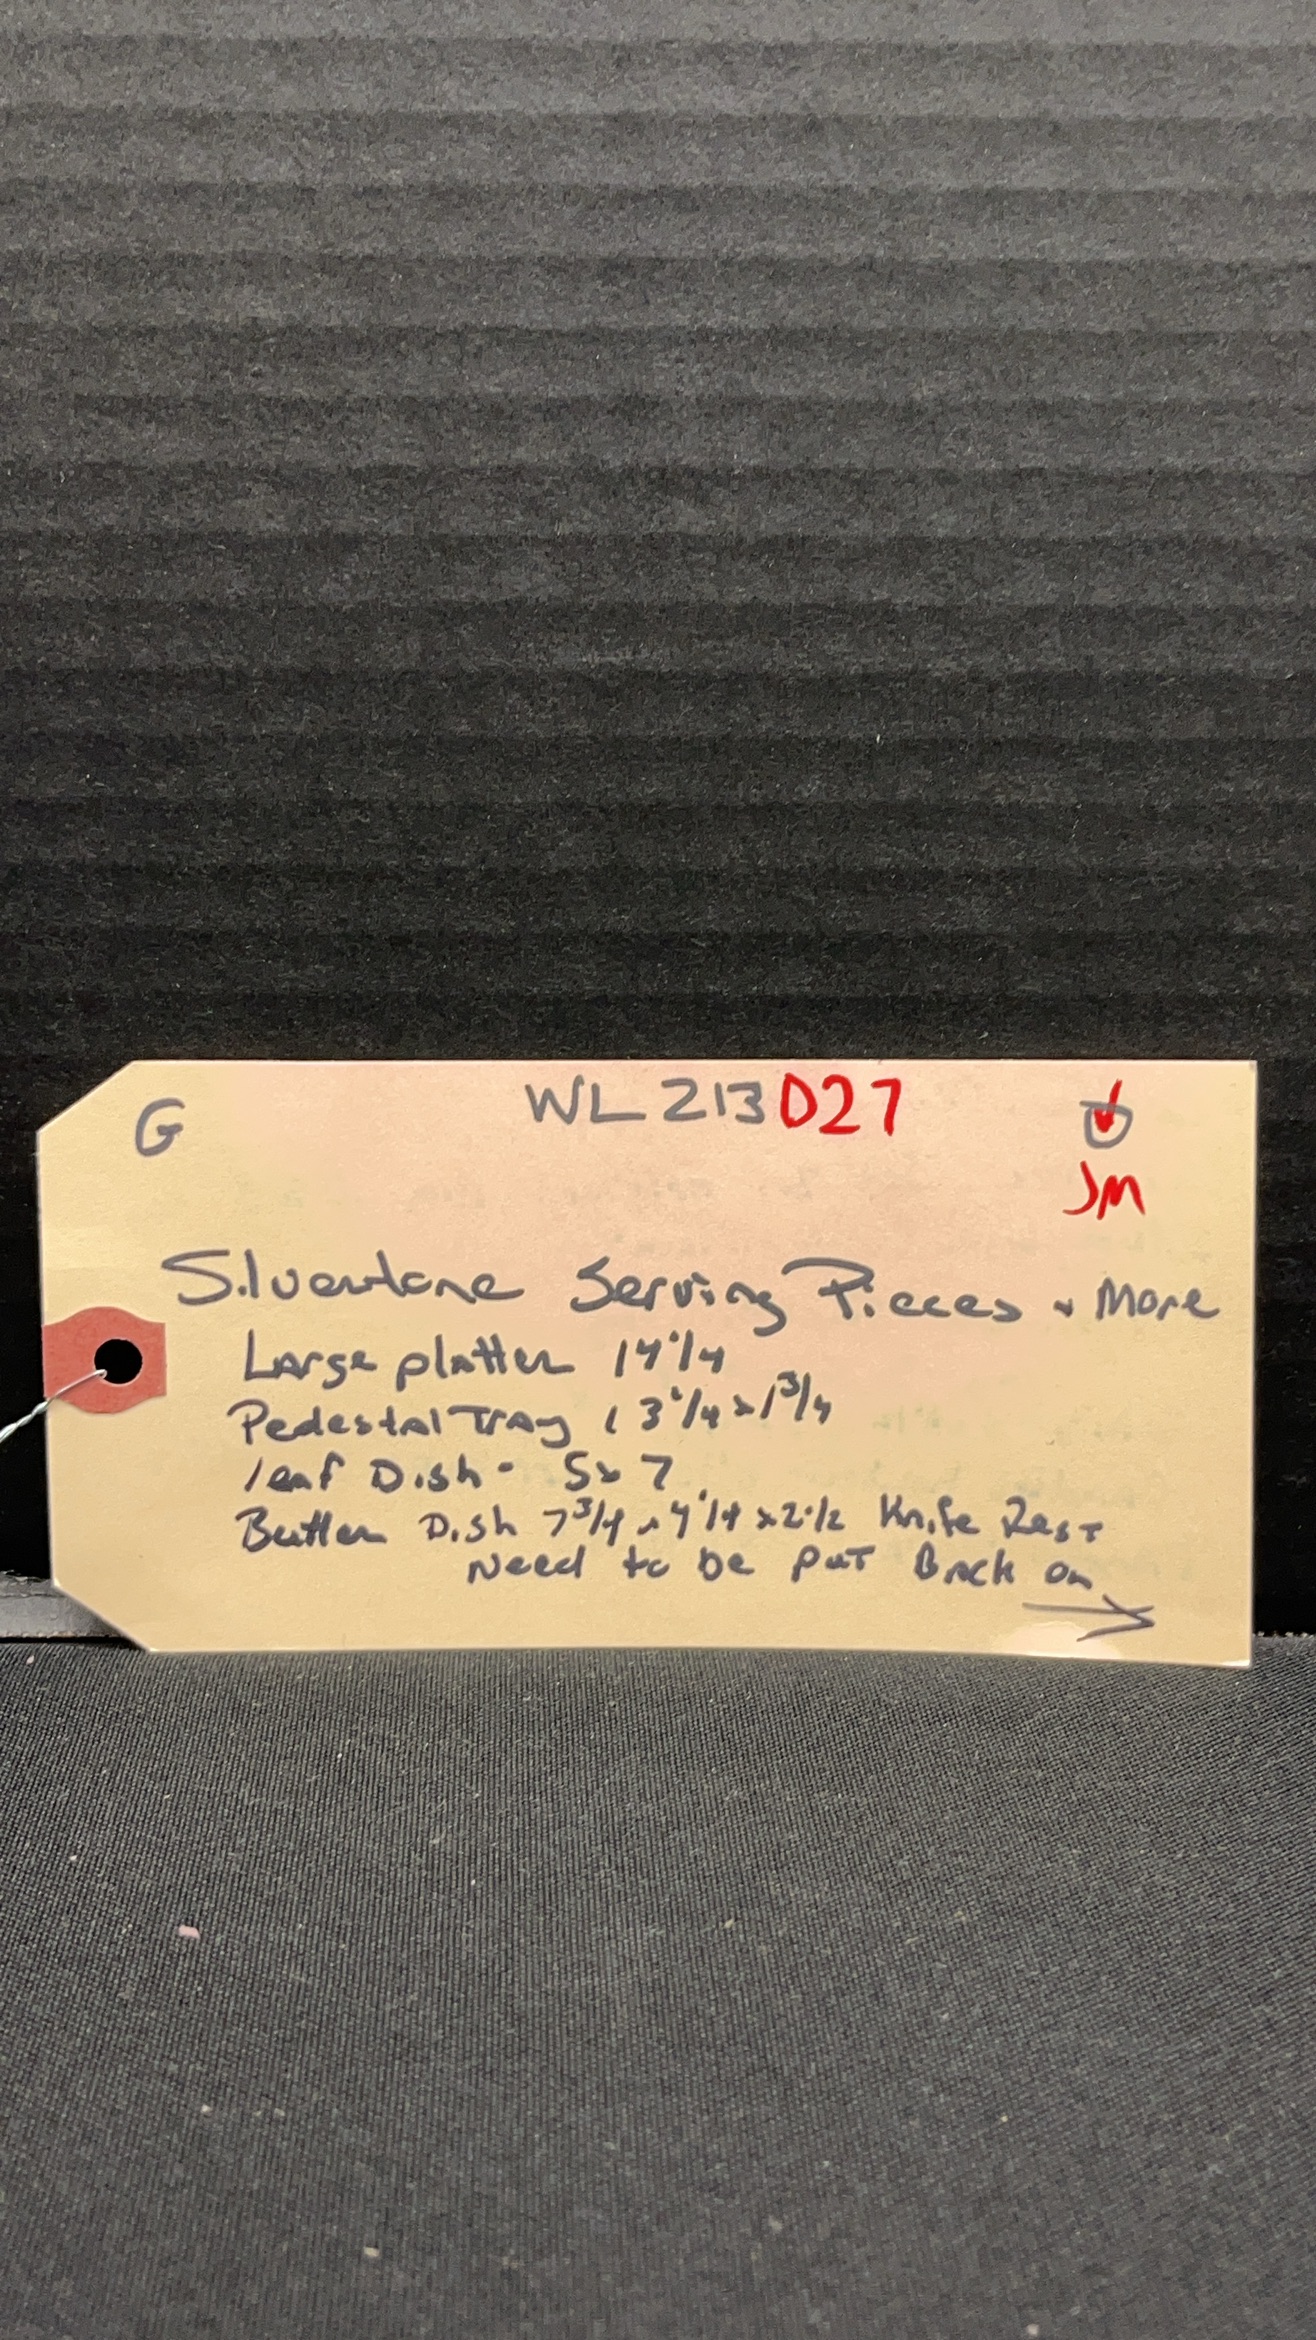 G WL 213 D27
JM
Silvertone Serving Pieces + More
Large platter 14 1/4
Pedestal Tray 13 1/4 x 1 3/4
leaf Dish - 5x7
Butter Dish 7 3/4 x 4 1/4 x 2 1/2 Knife Rest
Need to be put Back on